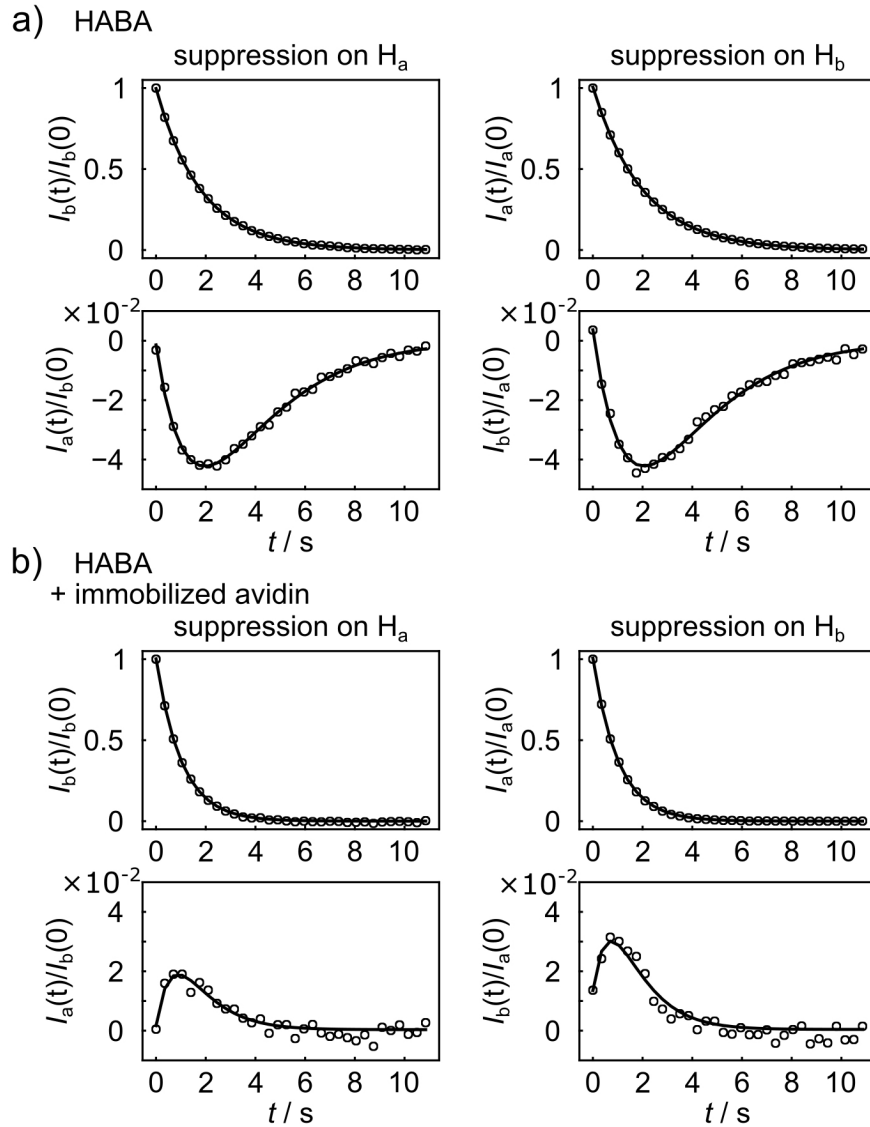 a) HABA
suppression on Ha
suppression on Hb
1
0.5
0
Ib(t)/Ib(0)
0 2 4 6 8 10
1
0.5
0
Ia(t)/Ia(0)
0 2 4 6 8 10
×10-2
0
−2
−4
Ia(t)/Ib(0)
0 2 4 6 8 10
t / s
×10-2
0
−2
−4
Ib(t)/Ia(0)
0 2 4 6 8 10
t / s
b) HABA
+ immobilized avidin
suppression on Ha
suppression on Hb
1
0.5
0
Ib(t)/Ib(0)
0 2 4 6 8 10
1
0.5
0
Ia(t)/Ia(0)
0 2 4 6 8 10
×10-2
4
2
0
Ia(t)/Ib(0)
0 2 4 6 8 10
t / s
×10-2
4
2
0
Ib(t)/Ia(0)
0 2 4 6 8 10
t / s